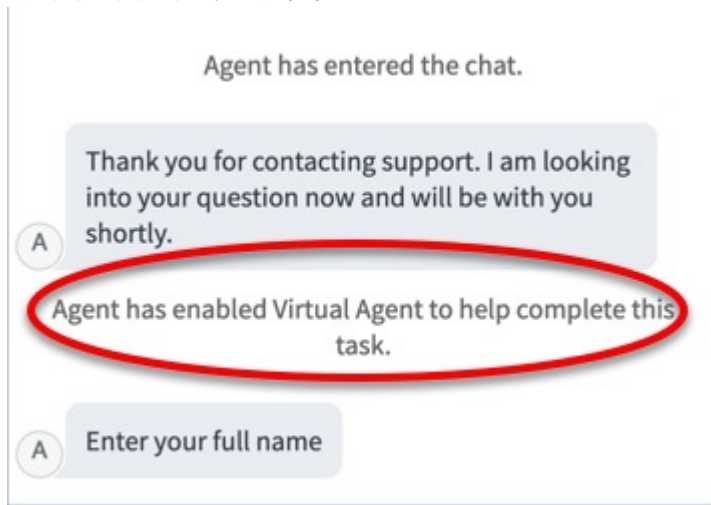 Agent has entered the chat.
Thank you for contacting support. I am looking
into your question now and will be with you
shortly.
A
Agent has enabled Virtual Agent to help complete this
task.
Enter your full name
A